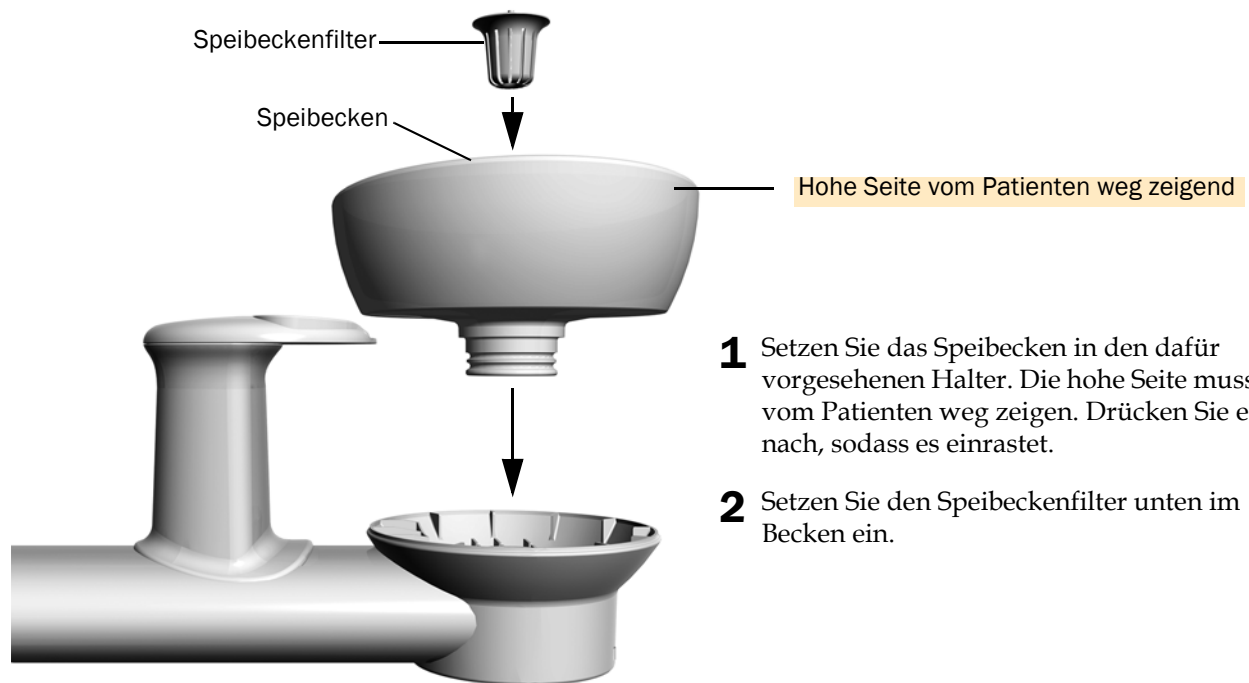 Speibeckenfilter
Speibecken
Hohe Seite vom Patienten weg zeigend
1 Setzen Sie das Speibecken in den dafür
vorgesehenen Halter. Die hohe Seite muss
vom Patienten weg zeigen. Drücken Sie
nach, sodass es einrastet.
2 Setzen Sie den Speibeckenfilter unten im
Becken ein.